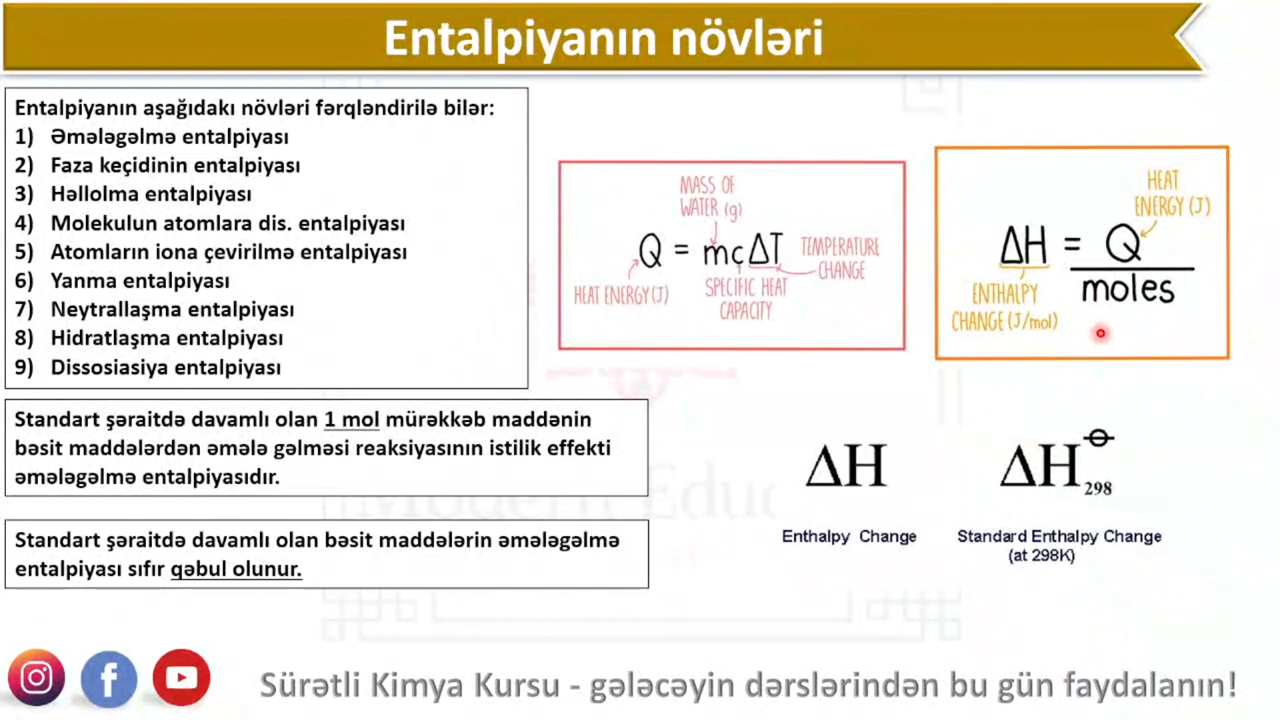 Entalpiyanın növləri
Entalpiyanın aşağıdakı növləri fərqləndirilə bilər:
1) Əmələgəlmə entalpiyası
2) Faza keçidinin entalpiyası
3) Həllolma entalpiyası
4) Molekulun atomlara dis. entalpiyası
5) Atomların iona çevirilmə entalpiyası
6) Yanma entalpiyası
7) Neytrallaşma entalpiyası
8) Hidratlaşma entalpiyası
9) Dissosiasiya entalpiyası
Standart şəraitdə davamlı olan 1 mol mürəkkəb maddənin
bəsit maddələrdən əmələ gəlməsi reaksiyasının istilik effekti
əmələgəlmə entalpiyasıdır.
Standart şəraitdə davamlı olan bəsit maddələrin əmələgəlmə
entalpiyası sıfır qəbul olunur.
MASS OF
WATER (g)
Q = mcΔT
TEMPERATURE
CHANGE
HEAT ENERGY (J)
SPECIFIC HEAT
CAPACITY
HEAT
ENERGY (J)
ΔH = Q
moles
ENTHALPY
CHANGE (J/mol)
ΔH
Enthalpy Change
ΔH⦵298
Standard Enthalpy Change
(at 298K)
Modern Educ
Sürətli Kimya Kursu - gələcəyin dərslərindən bu gün faydalanın!